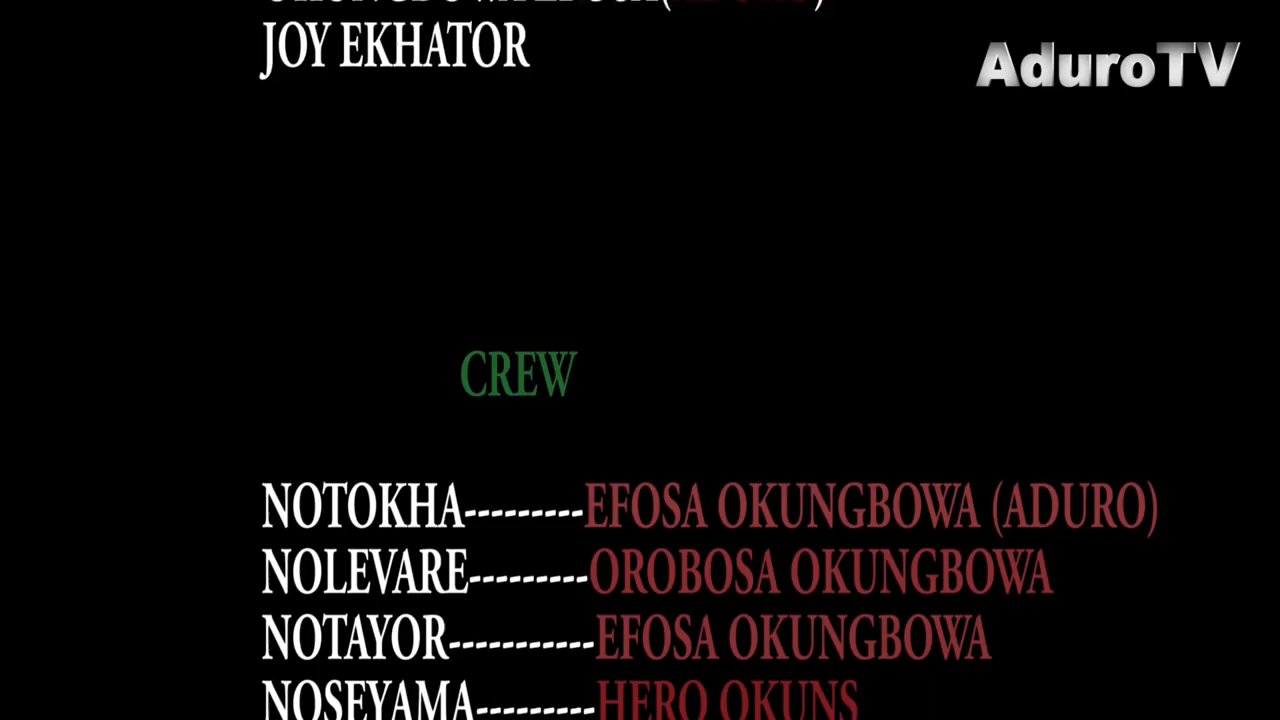 JOY EKHATOR
AduroTV
CREW
NOTOKHA---------EFOSA OKUNGBOWA (ADURO)
NOLEVARE---------OROBOSA OKUNGBOWA
NOTAYOR-----------EFOSA OKUNGBOWA
NOSEYAMA---------HERO OKUNS